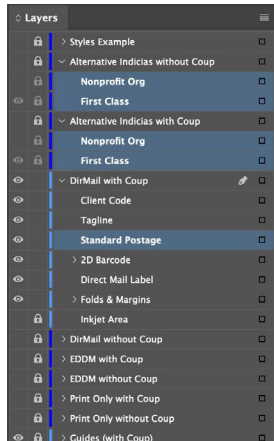 Layers
Styles Example
Alternative Indicias without Coup
Nonprofit Org
First Class
Alternative Indicias with Coup
Nonprofit Org
First Class
DirMail with Coup
Client Code
Tagline
Standard Postage
2D Barcode
Direct Mail Label
Folds & Margins
Inkjet Area
DirMail without Coup
EDDM with Coup
EDDM without Coup
Print Only with Coup
Print Only without Coup
Guides (with Coup)